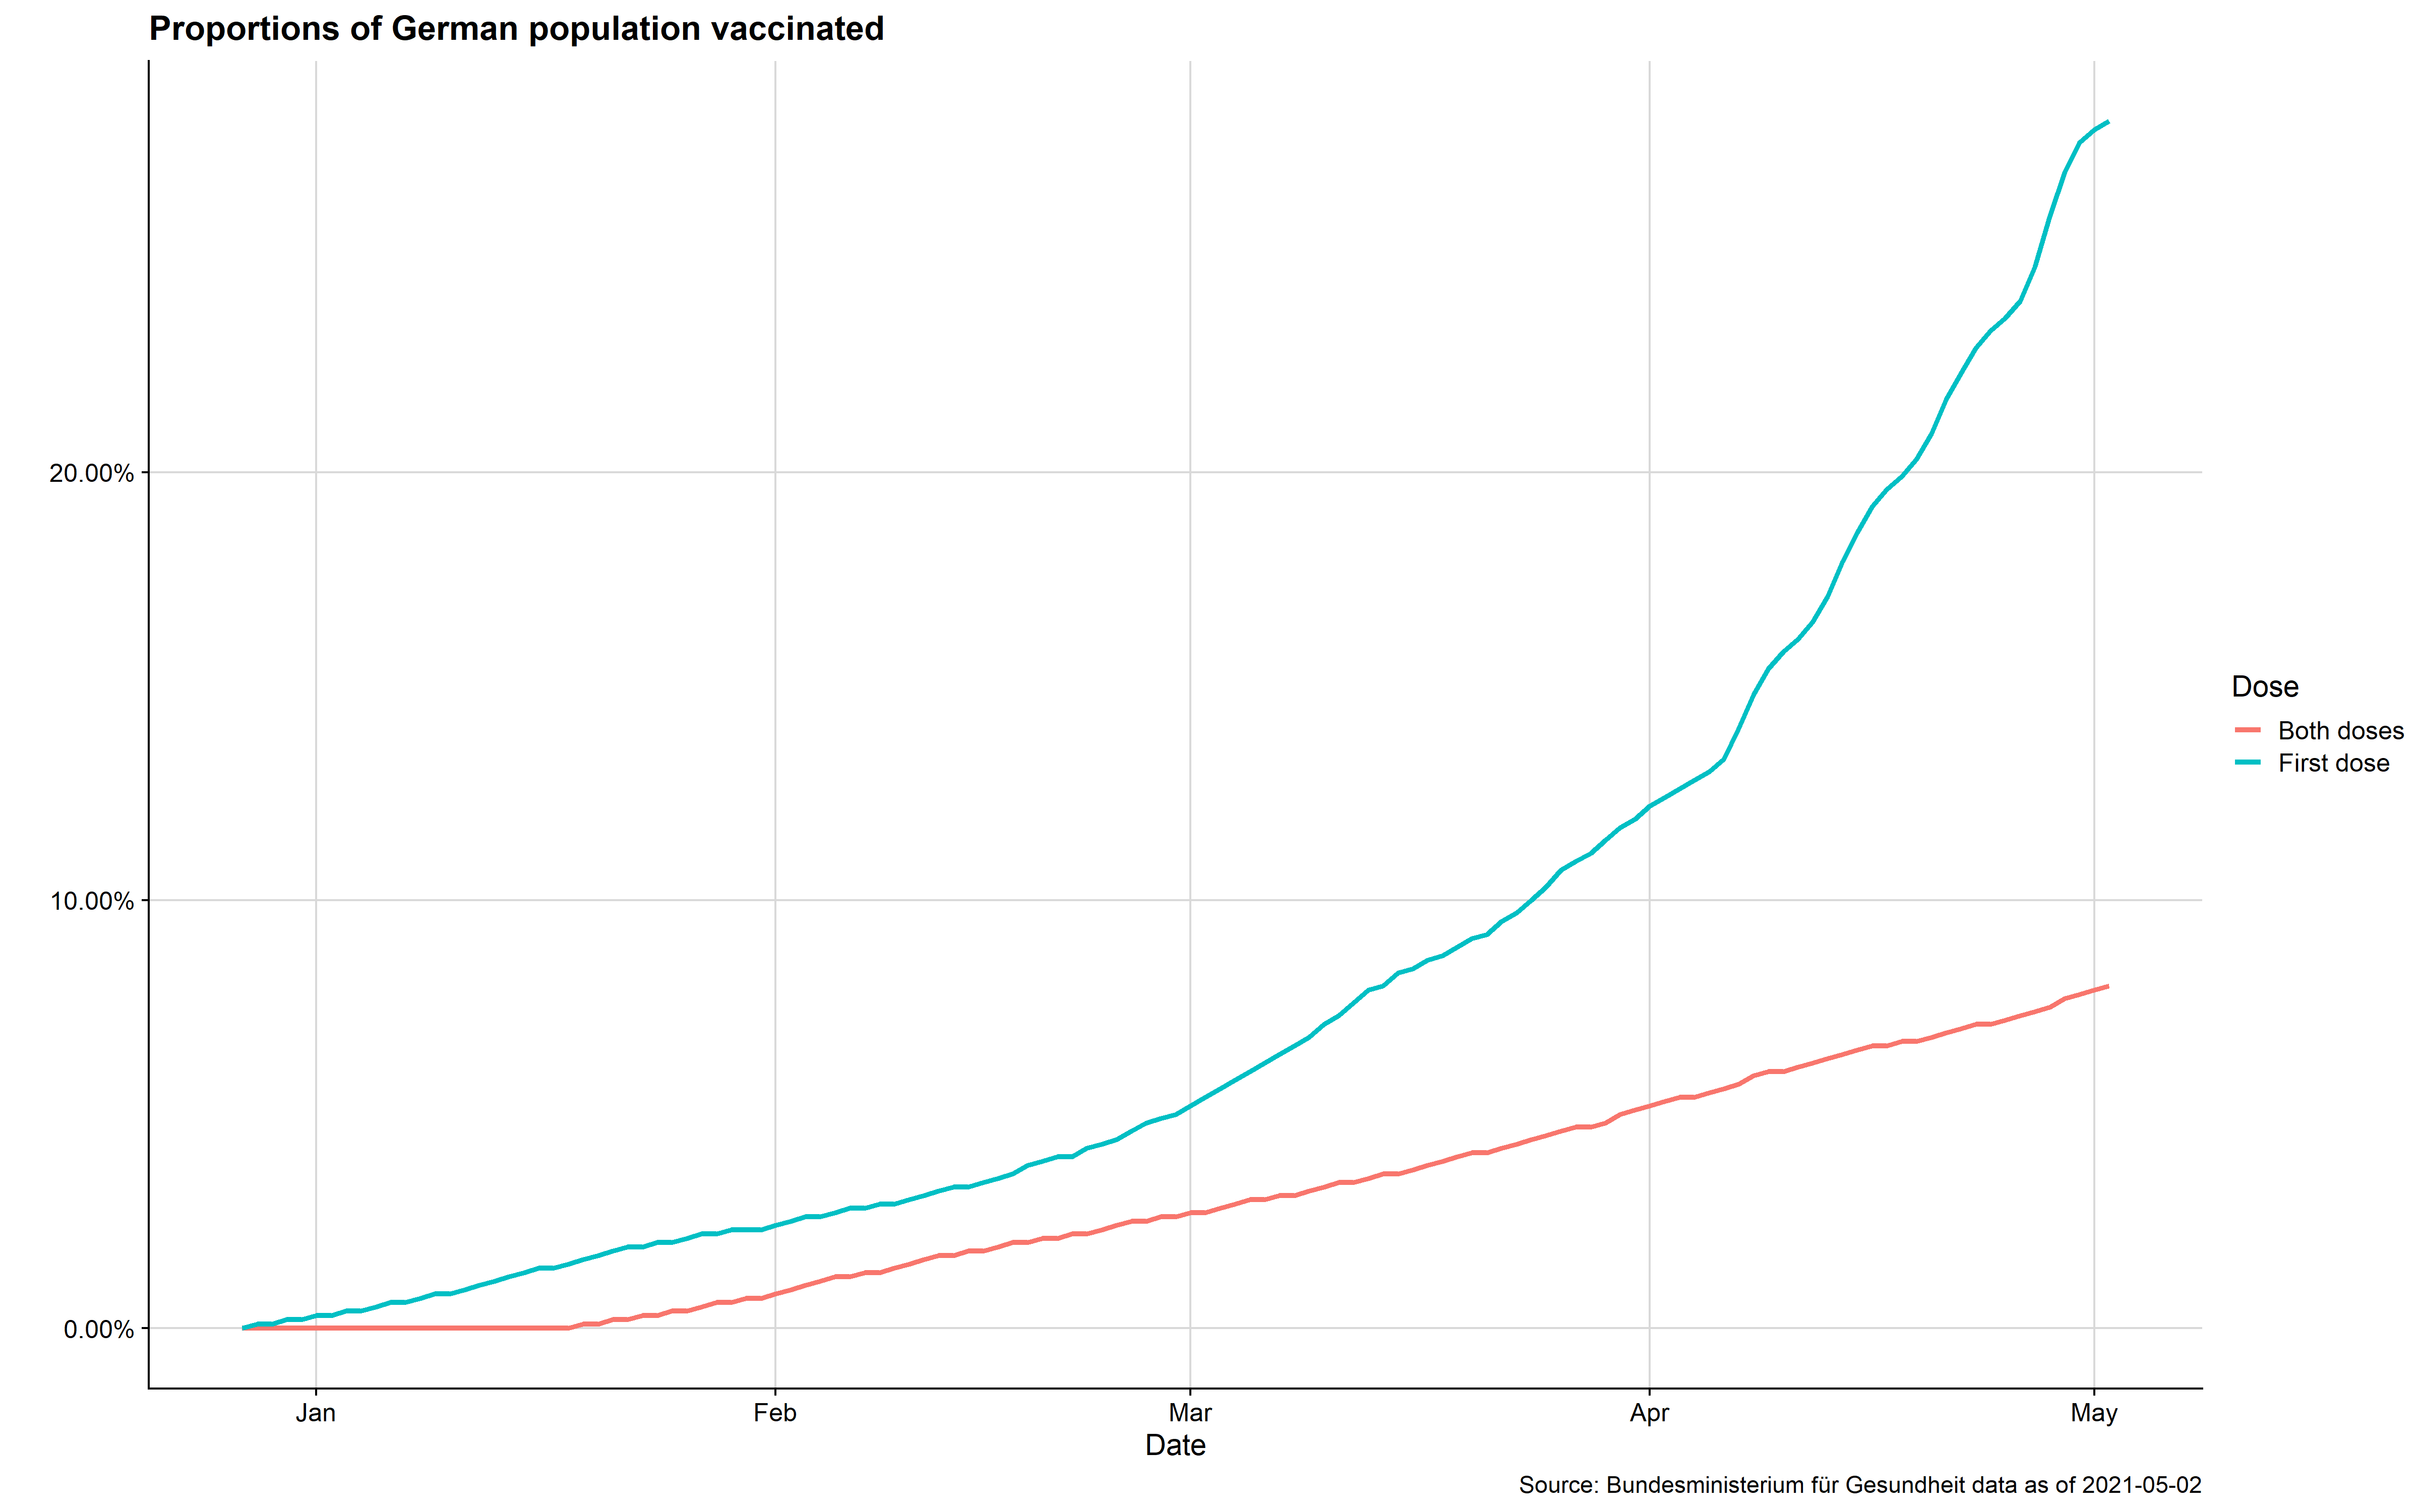 Proportions of German population vaccinated
20.00%
10.00%
0.00%
Jan
Feb
Mar
Apr
May
Date
Dose
Both doses
First dose
Source: Bundesministerium für Gesundheit data as of 2021-05-02